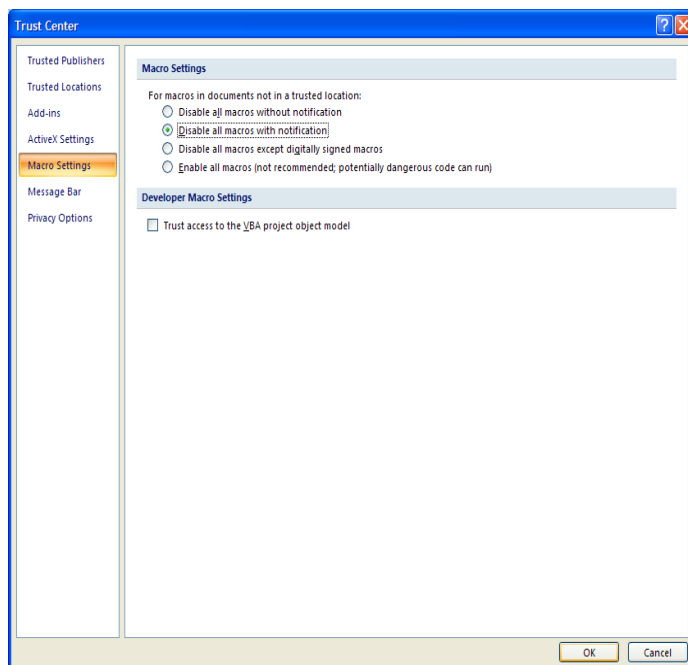 Trust Center
Trusted Publishers
Trusted Locations
Add-ins
ActiveX Settings
Macro Settings
Message Bar
Privacy Options
Macro Settings
For macros in documents not in a trusted location:
Disable all macros without notification
Disable all macros with notification
Disable all macros except digitally signed macros
Enable all macros (not recommended; potentially dangerous code can run)
Developer Macro Settings
Trust access to the VBA project object model
OK Cancel